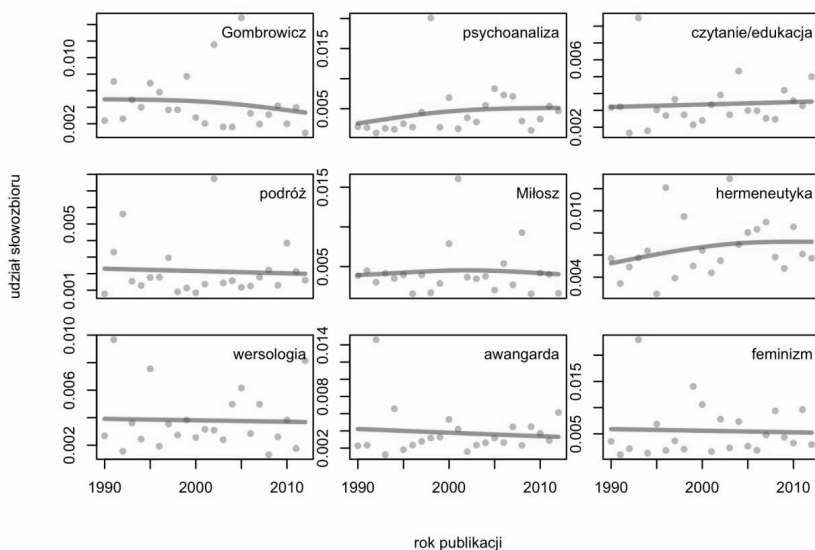 Gombrowicz
0.010
0.002
psychoanaliza
0.020
0.005
czytanie/edukacja
0.006
0.002
podróż
0.005
0.001
Miłosz
0.015
0.005
hermeneutyka
0.010
0.004
udział słowozbioru
wersologia
0.010
0.006
0.002
awangarda
0.014
0.008
0.002
feminizm
0.015
0.005
1990 2000 2010
1990 2000 2010
1990 2000 2010
rok publikacji